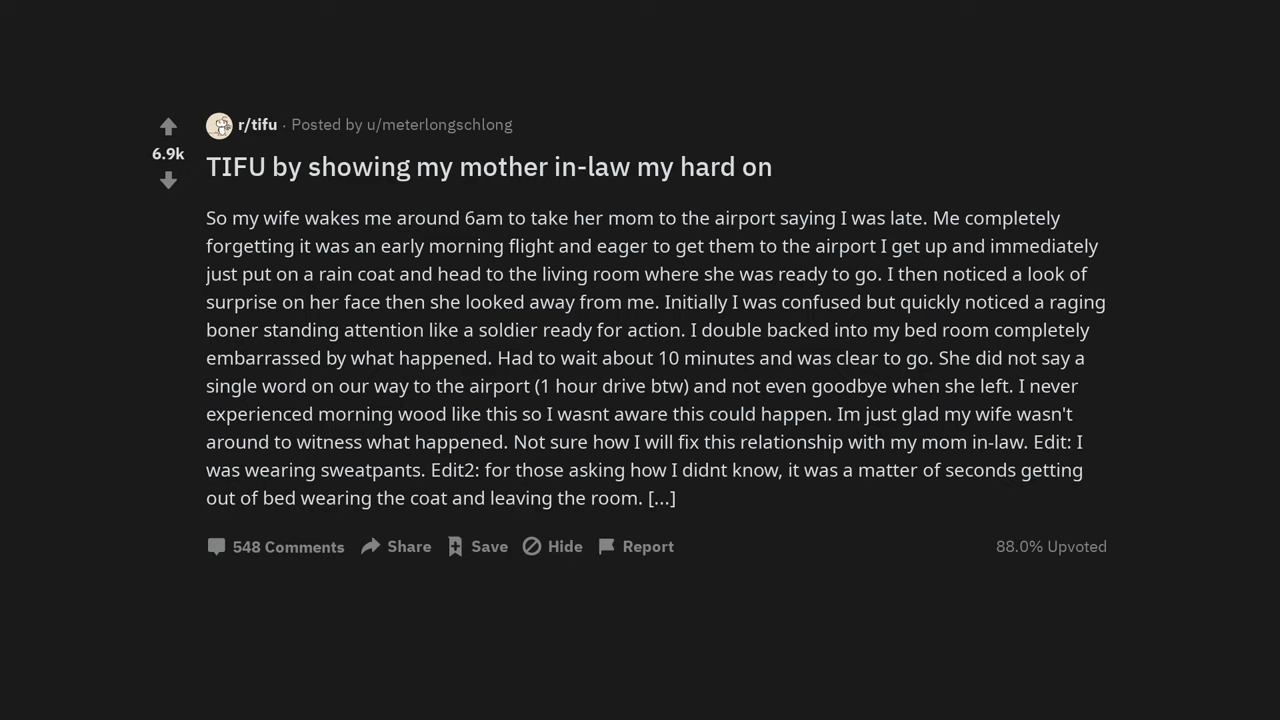 r/tifu · Posted by u/meterlongschlong
6.9k
TIFU by showing my mother in-law my hard on
So my wife wakes me around 6am to take her mom to the airport saying I was late. Me completely
forgetting it was an early morning flight and eager to get them to the airport I get up and immediately
just put on a rain coat and head to the living room where she was ready to go. I then noticed a look of
surprise on her face then she looked away from me. Initially I was confused but quickly noticed a raging
boner standing attention like a soldier ready for action. I double backed into my bed room completely
embarrassed by what happened. Had to wait about 10 minutes and was clear to go. She did not say a
single word on our way to the airport (1 hour drive btw) and not even goodbye when she left. I never
experienced morning wood like this so I wasnt aware this could happen. Im just glad my wife wasn't
around to witness what happened. Not sure how I will fix this relationship with my mom in-law. Edit: I
was wearing sweatpants. Edit2: for those asking how I didnt know, it was a matter of seconds getting
out of bed wearing the coat and leaving the room. [...]
548 Comments Share Save Hide Report 88.0% Upvoted